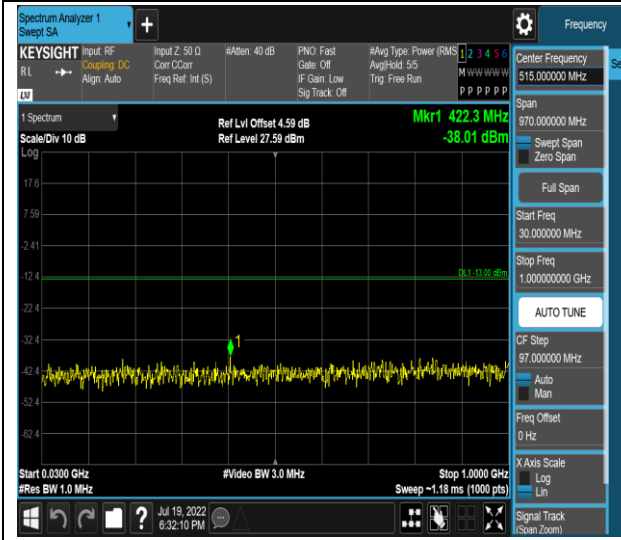 Spectrum Analyzer 1
Swept SA
Frequency
KEYSIGHT
RL
LXI
Input: RF
Coupling: DC
Align: Auto
Input Z: 50 Ω
Corr CCorr
Freq Ref: Int (S)
#Atten: 40 dB
PNO: Fast
Gate: Off
IF Gain: Low
Sig Track: Off
#Avg Type: Power (RMS
Avg|Hold: 5/5
Trig: Free Run
1 2 3 4 5 6
M W W W W W
P P P P P P
1 Spectrum
Scale/Div 10 dB
Log
Ref Lvl Offset 4.59 dB
Ref Level 27.59 dBm
Mkr1 422.3 MHz
-38.01 dBm
17.6
7.59
-2.41
-12.4
-22.4
-32.4
-42.4
-52.4
-62.4
DL1 -13.00 dBm
1
Start 0.0300 GHz
#Res BW 1.0 MHz
#Video BW 3.0 MHz
Stop 1.0000 GHz
Sweep ~1.18 ms (1000 pts)
Jul 19, 2022
6:32:10 PM
Center Frequency
515.000000 MHz
Se
Span
970.000000 MHz
Swept Span
Zero Span
Full Span
Start Freq
30.000000 MHz
Stop Freq
1.000000000 GHz
AUTO TUNE
CF Step
97.000000 MHz
Auto
Man
Freq Offset
0 Hz
X Axis Scale
Log
Lin
Signal Track
(Span Zoom)